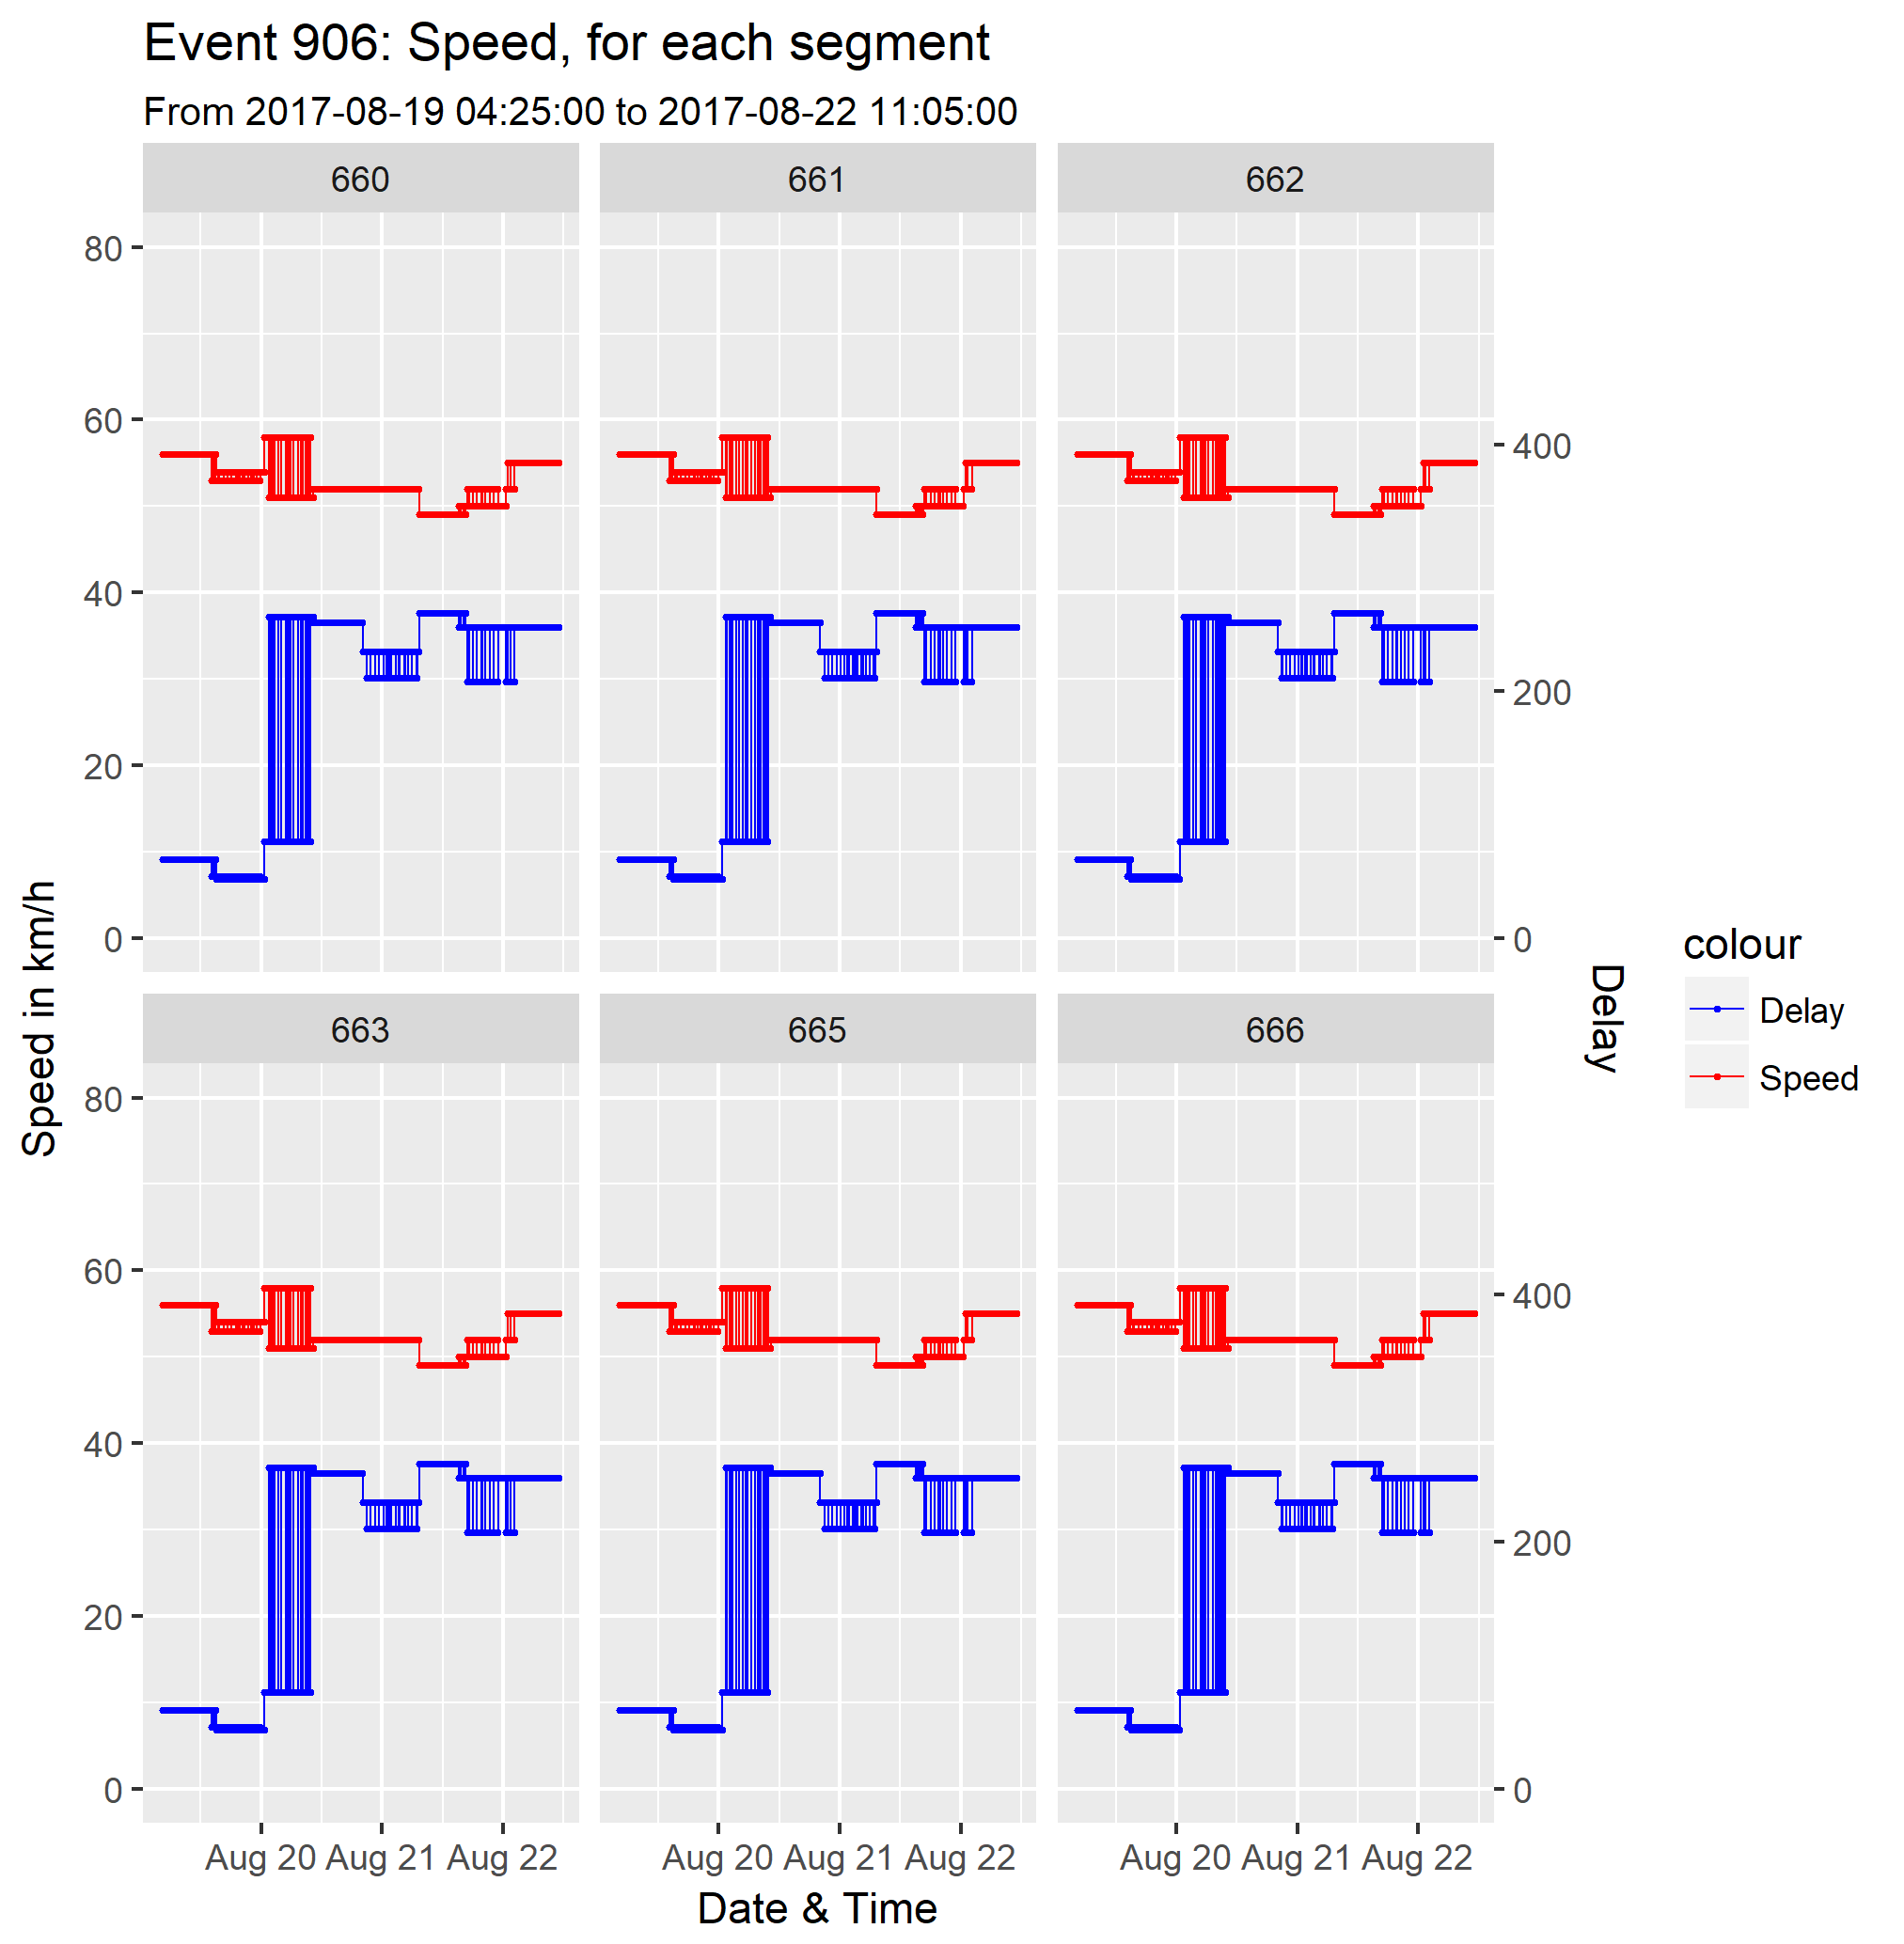 Event 906: Speed, for each segment
From 2017-08-19 04:25:00 to 2017-08-22 11:05:00
660 661 662
80
60
40
20
0
400
200
0
Speed in km/h
Delay
colour
Delay
Speed
663 665 666
80
60
40
20
0
400
200
0
Aug 20 Aug 21 Aug 22 Aug 20 Aug 21 Aug 22 Aug 20 Aug 21 Aug 22
Date & Time